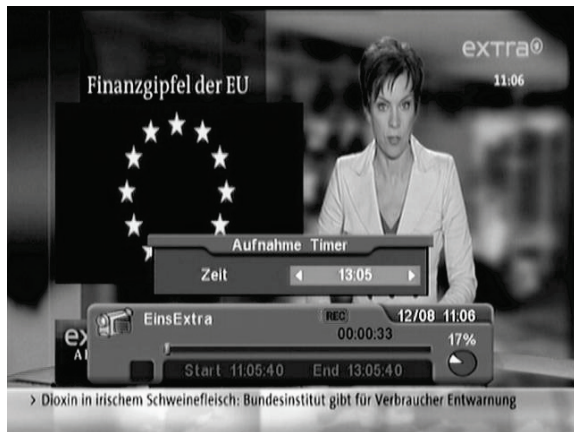 extra
11:06
Finanzgipfel der EU
Aufnahme Timer
Zeit 13:05
EinsExtra REC 12/08 11:06
00:00:33 17%
Start 11:05:40 End 13:05:40
> Dioxin in irischem Schweinefleisch: Bundesinstitut gibt für Verbraucher Entwarnung